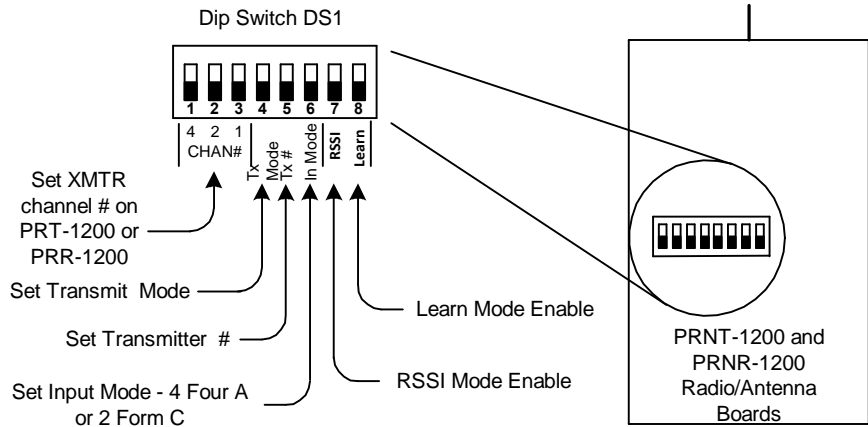 Dip Switch DS1
1 2 3 4 5 6 7 8
4 2 1
CHAN#
Tx
Mode
Tx #
In Mode
RSSI
Learn
Set XMTR
channel # on
PRT-1200 or
PRR-1200
Set Transmit Mode
Set Transmitter #
Set Input Mode - 4 Four A
or 2 Form C
Learn Mode Enable
RSSI Mode Enable
PRNT-1200 and
PRNR-1200
Radio/Antenna
Boards